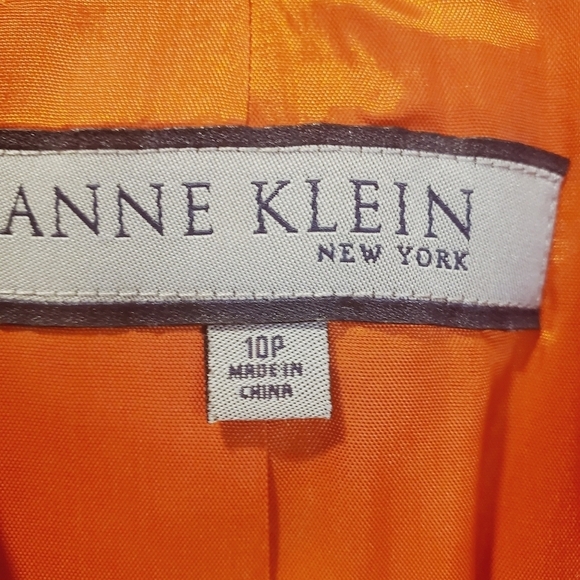 ANNE KLEIN
NEW YORK
10P
MADE IN
CHINA